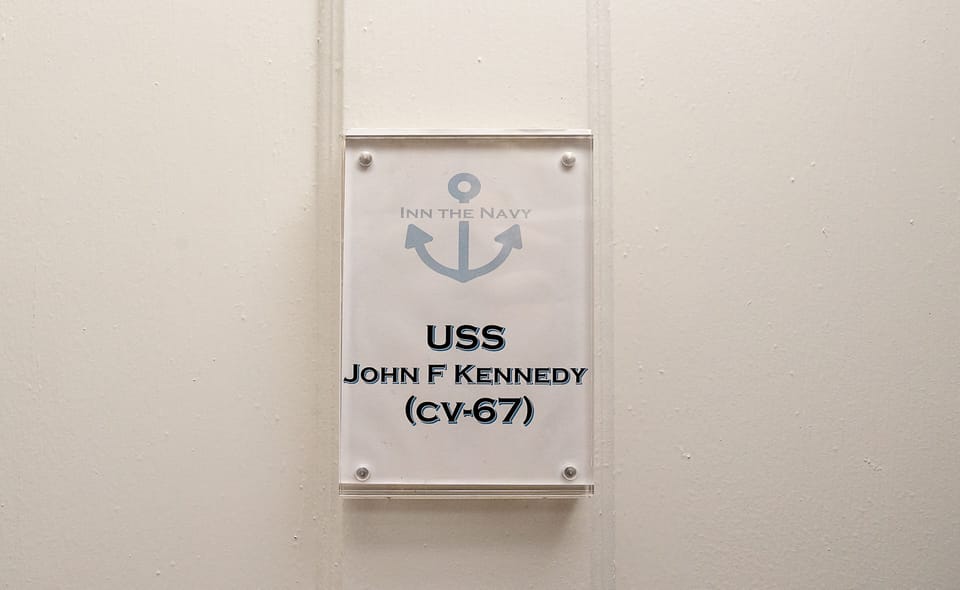 Inn the Navy
USS
John F Kennedy
(CV-67)